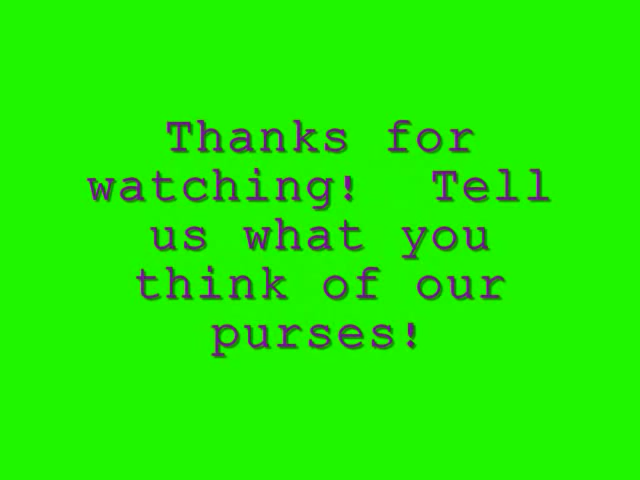 Thanks for
watching!  Tell
us what you
think of our
purses!